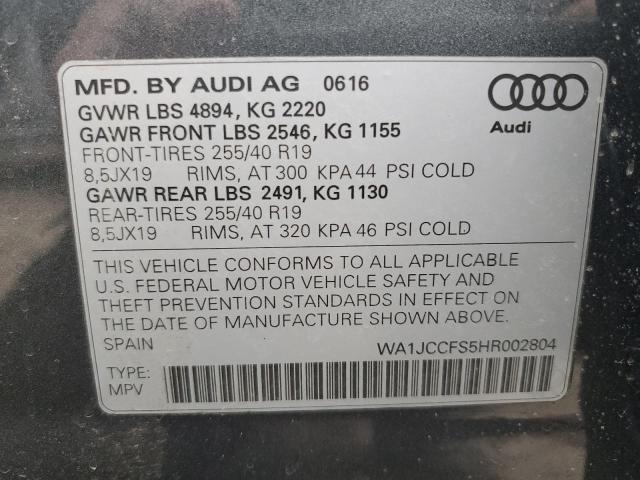 MFD. BY AUDI AG 0616
GVWR LBS 4894, KG 2220
GAWR FRONT LBS 2546, KG 1155
Audi
FRONT-TIRES 255/40 R19
8,5JX19 RIMS, AT 300 KPA 44 PSI COLD
GAWR REAR LBS 2491, KG 1130
REAR-TIRES 255/40 R19
8,5JX19 RIMS, AT 320 KPA 46 PSI COLD
THIS VEHICLE CONFORMS TO ALL APPLICABLE
U.S. FEDERAL MOTOR VEHICLE SAFETY AND
THEFT PREVENTION STANDARDS IN EFFECT ON
THE DATE OF MANUFACTURE SHOWN ABOVE.
SPAIN WA1JCCFS5HR002804
TYPE:
MPV